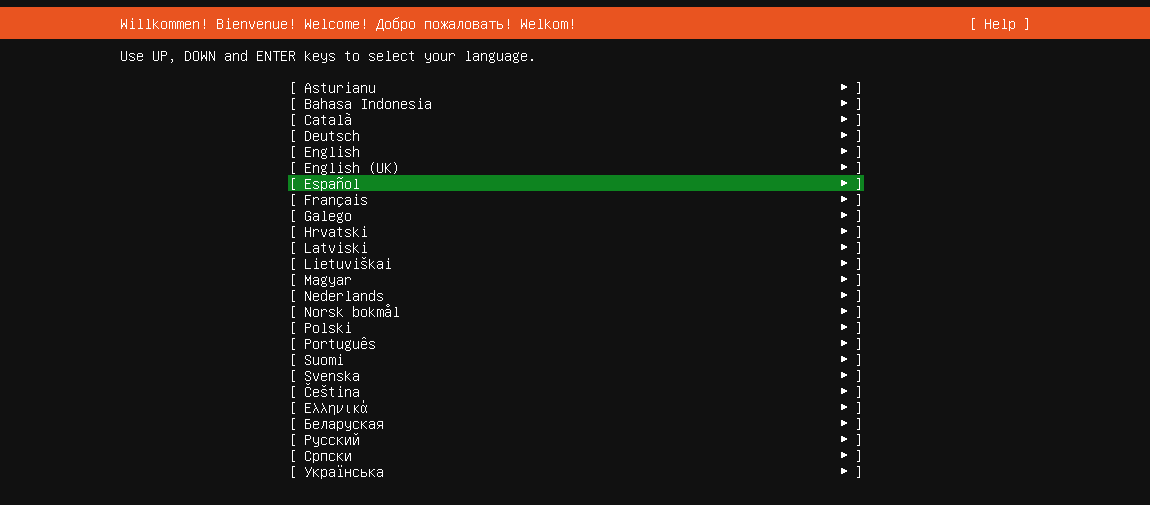 Willkommen! Bienvenue! Welcome! Добро пожаловать! Welkom! [ Help ]
Use UP, DOWN and ENTER keys to select your language.
[ Asturianu ► ]
[ Bahasa Indonesia ► ]
[ Català ► ]
[ Deutsch ► ]
[ English ► ]
[ English (UK) ► ]
[ Español ► ]
[ Français ► ]
[ Galego ► ]
[ Hrvatski ► ]
[ Latviski ► ]
[ Lietuviškai ► ]
[ Magyar ► ]
[ Nederlands ► ]
[ Norsk bokmål ► ]
[ Polski ► ]
[ Português ► ]
[ Suomi ► ]
[ Svenska ► ]
[ Čeština ► ]
[ Ελληνικά ► ]
[ Беларуская ► ]
[ Русский ► ]
[ Српски ► ]
[ Українська ► ]